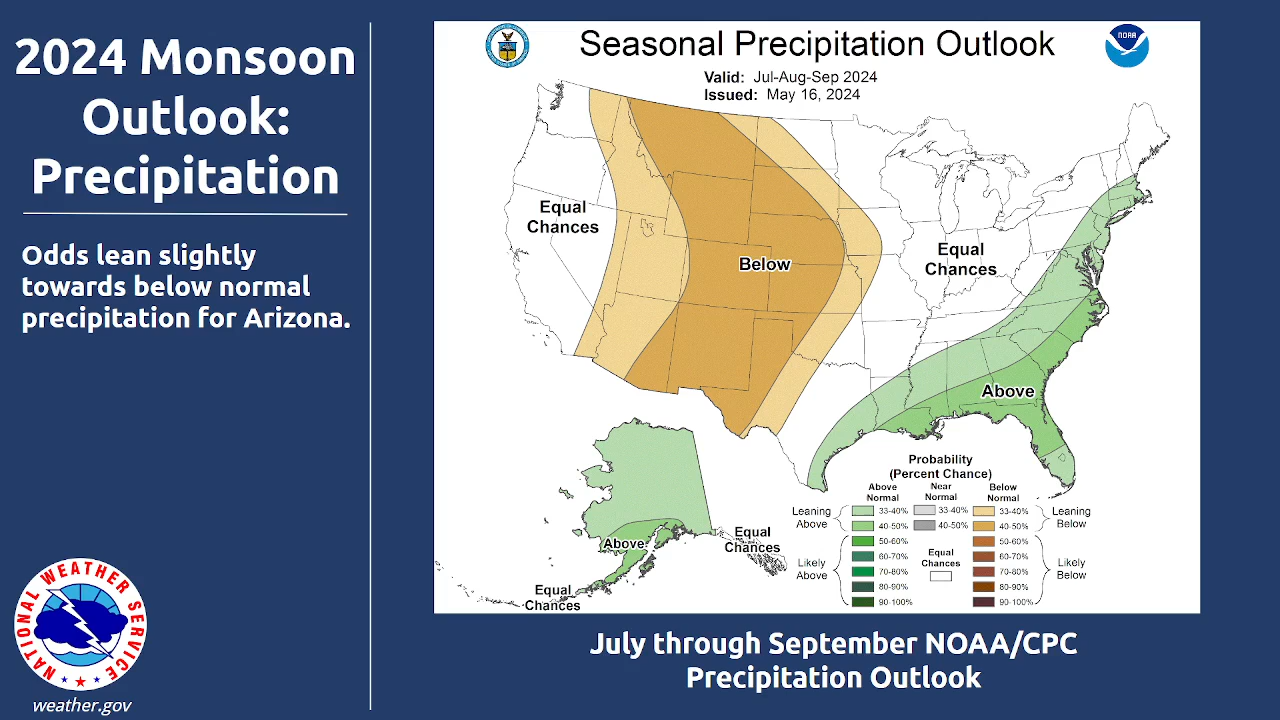 2024 Monsoon
Outlook:
Precipitation
Odds lean slightly
towards below normal
precipitation for Arizona.
NATIONAL WEATHER SERVICE
weather.gov
NOAA
Seasonal Precipitation Outlook
Valid: Jul-Aug-Sep 2024
Issued: May 16, 2024
Equal
Chances
Below
Equal
Chances
Above
Above
Equal
Chances
Equal
Chances
Probability
(Percent Chance)
Above
Normal
Near
Normal
Below
Normal
Leaning
Above
33-40%
33-40%
33-40%
40-50%
40-50%
40-50%
Leaning
Below
Likely
Above
50-60%
60-70%
70-80%
80-90%
90-100%
Equal
Chances
50-60%
60-70%
70-80%
80-90%
90-100%
Likely
Below
July through September NOAA/CPC
Precipitation Outlook